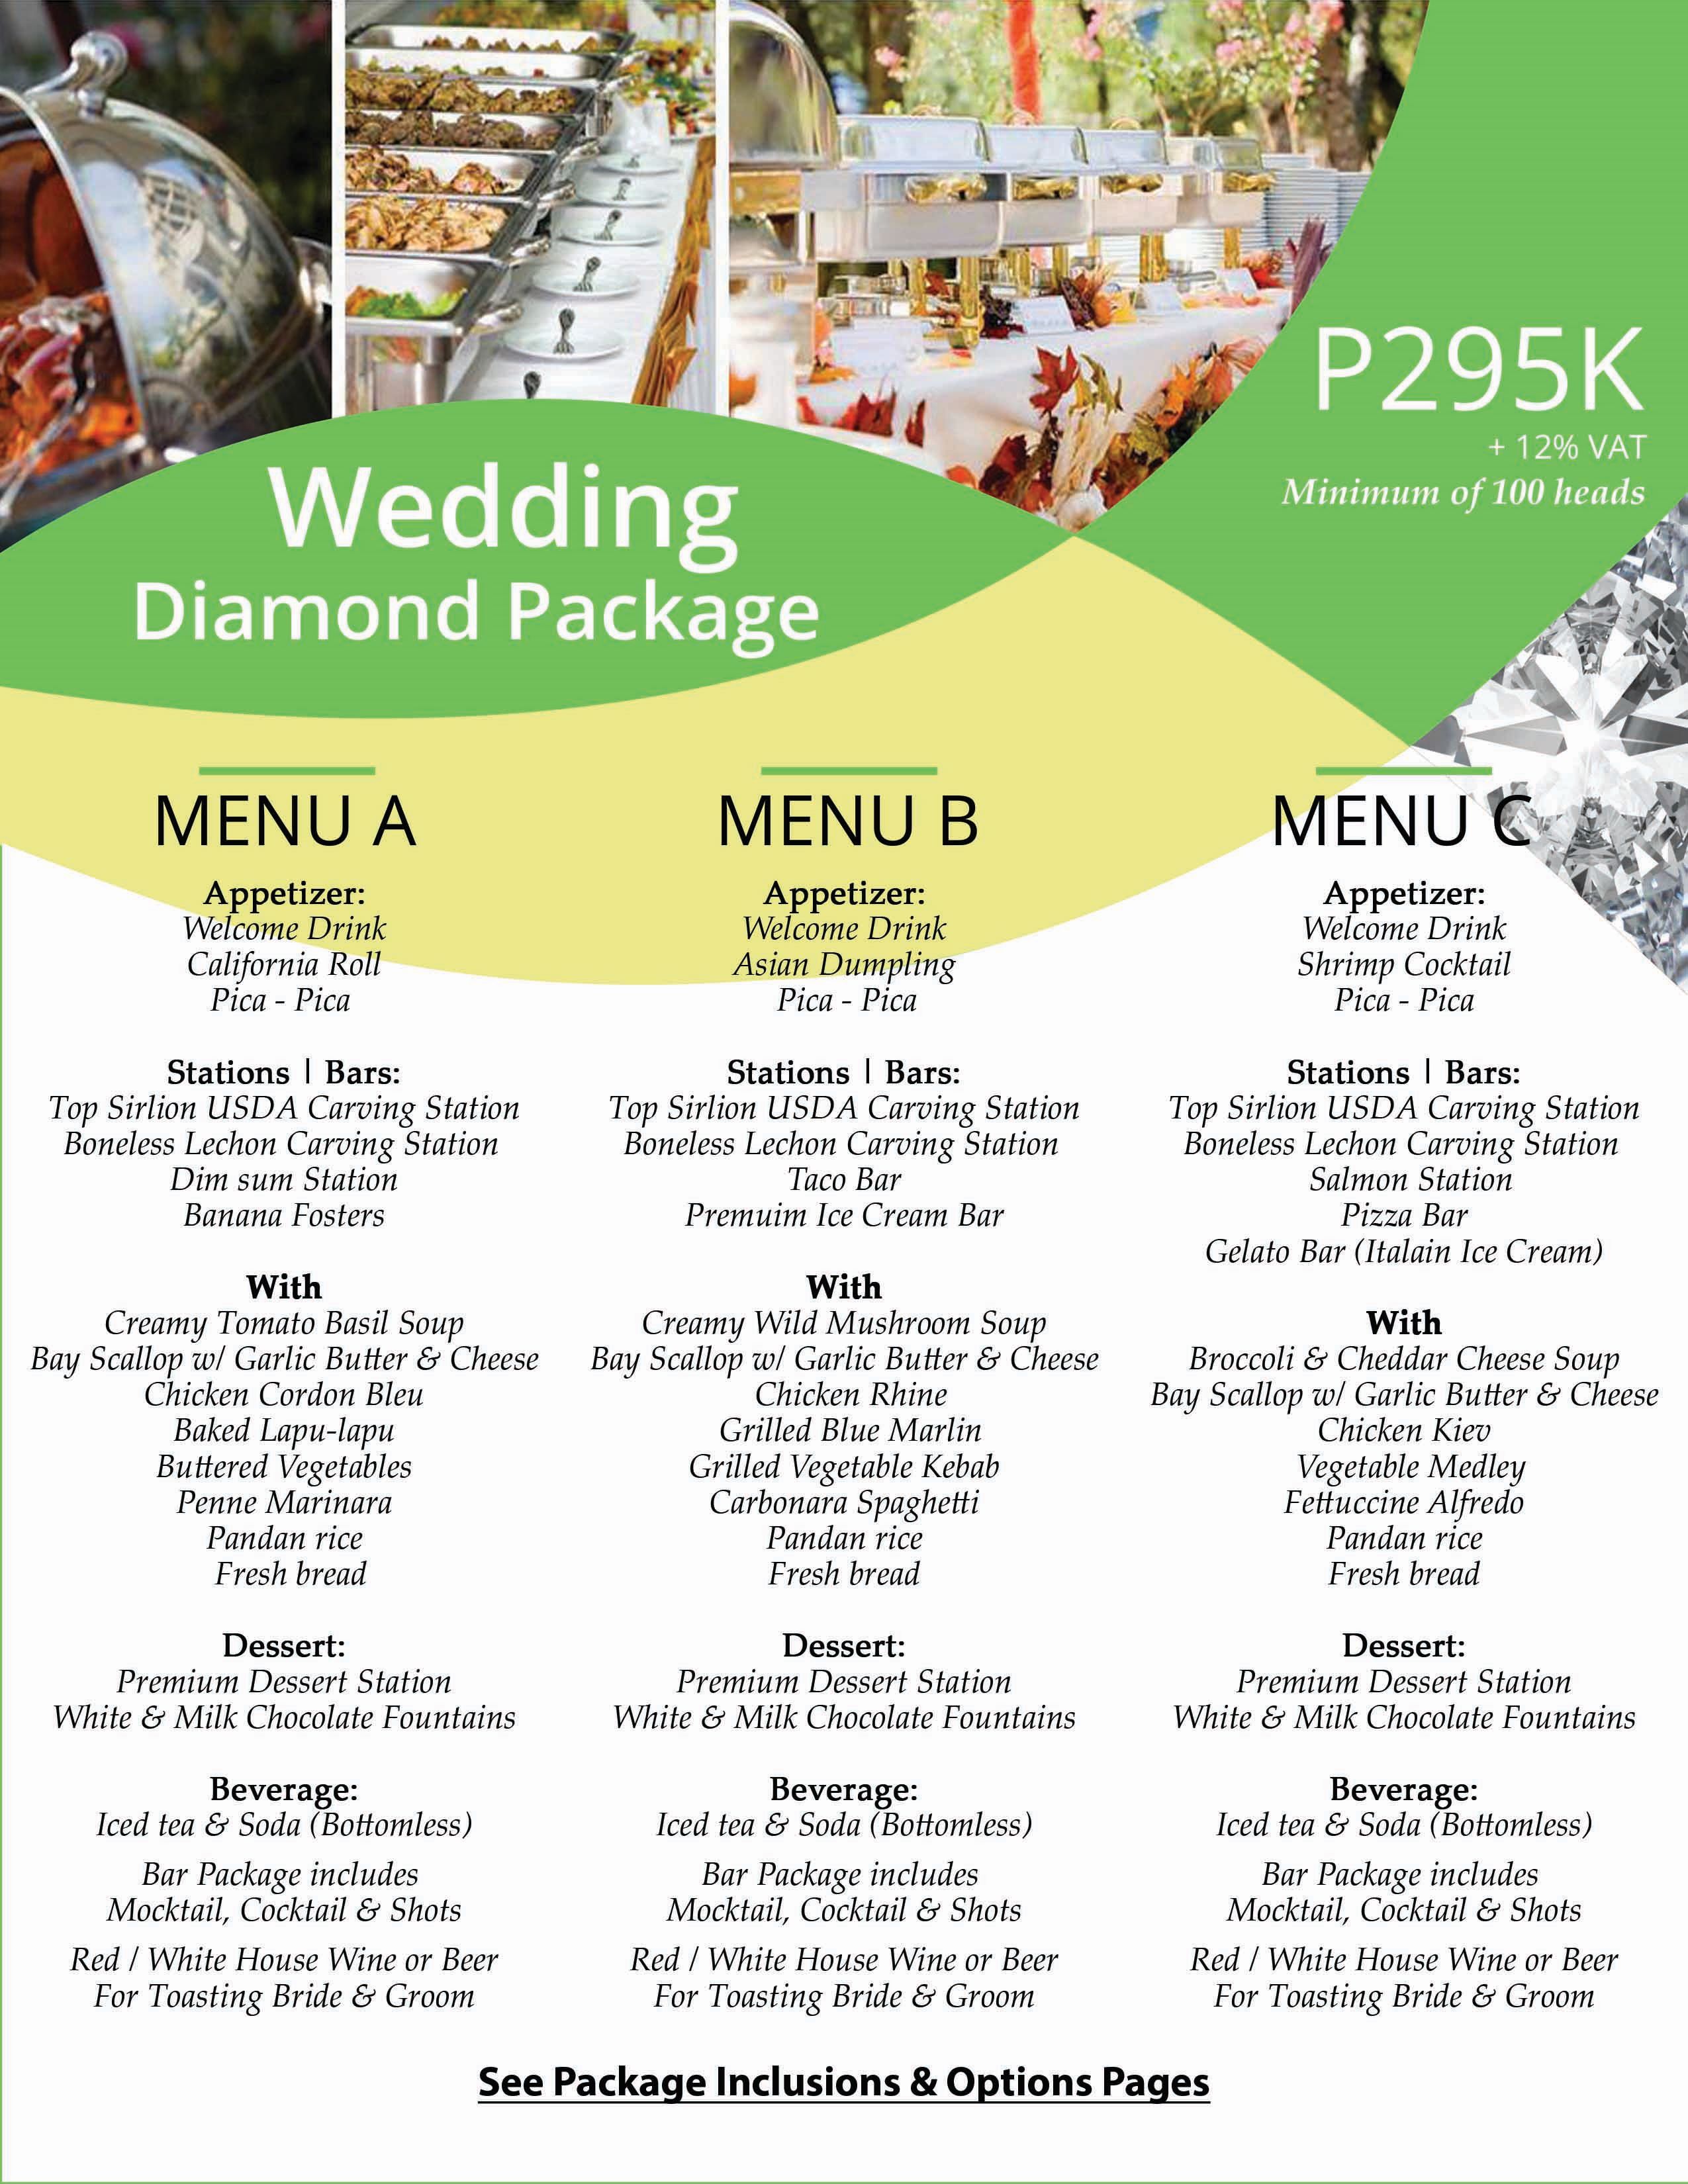 P295K
+ 12% VAT
Minimum of 100 heads
Wedding
Diamond Package
MENU A
Appetizer:
Welcome Drink
California Roll
Pica - Pica
Stations | Bars:
Top Sirlion USDA Carving Station
Boneless Lechon Carving Station
Dim sum Station
Banana Fosters
With
Creamy Tomato Basil Soup
Bay Scallop w/ Garlic Butter & Cheese
Chicken Cordon Bleu
Baked Lapu-lapu
Buttered Vegetables
Penne Marinara
Pandan rice
Fresh bread
Dessert:
Premium Dessert Station
White & Milk Chocolate Fountains
Beverage:
Iced tea & Soda (Bottomless)
Bar Package includes
Mocktail, Cocktail & Shots
Red / White House Wine or Beer
For Toasting Bride & Groom
MENU B
Appetizer:
Welcome Drink
Asian Dumpling
Pica - Pica
Stations | Bars:
Top Sirlion USDA Carving Station
Boneless Lechon Carving Station
Taco Bar
Premuim Ice Cream Bar
With
Creamy Wild Mushroom Soup
Bay Scallop w/ Garlic Butter & Cheese
Chicken Rhine
Grilled Blue Marlin
Grilled Vegetable Kebab
Carbonara Spaghetti
Pandan rice
Fresh bread
Dessert:
Premium Dessert Station
White & Milk Chocolate Fountains
Beverage:
Iced tea & Soda (Bottomless)
Bar Package includes
Mocktail, Cocktail & Shots
Red / White House Wine or Beer
For Toasting Bride & Groom
MENU C
Appetizer:
Welcome Drink
Shrimp Cocktail
Pica - Pica
Stations | Bars:
Top Sirlion USDA Carving Station
Boneless Lechon Carving Station
Salmon Station
Pizza Bar
Gelato Bar (Italain Ice Cream)
With
Broccoli & Cheddar Cheese Soup
Bay Scallop w/ Garlic Butter & Cheese
Chicken Kiev
Vegetable Medley
Fettuccine Alfredo
Pandan rice
Fresh bread
Dessert:
Premium Dessert Station
White & Milk Chocolate Fountains
Beverage:
Iced tea & Soda (Bottomless)
Bar Package includes
Mocktail, Cocktail & Shots
Red / White House Wine or Beer
For Toasting Bride & Groom
See Package Inclusions & Options Pages